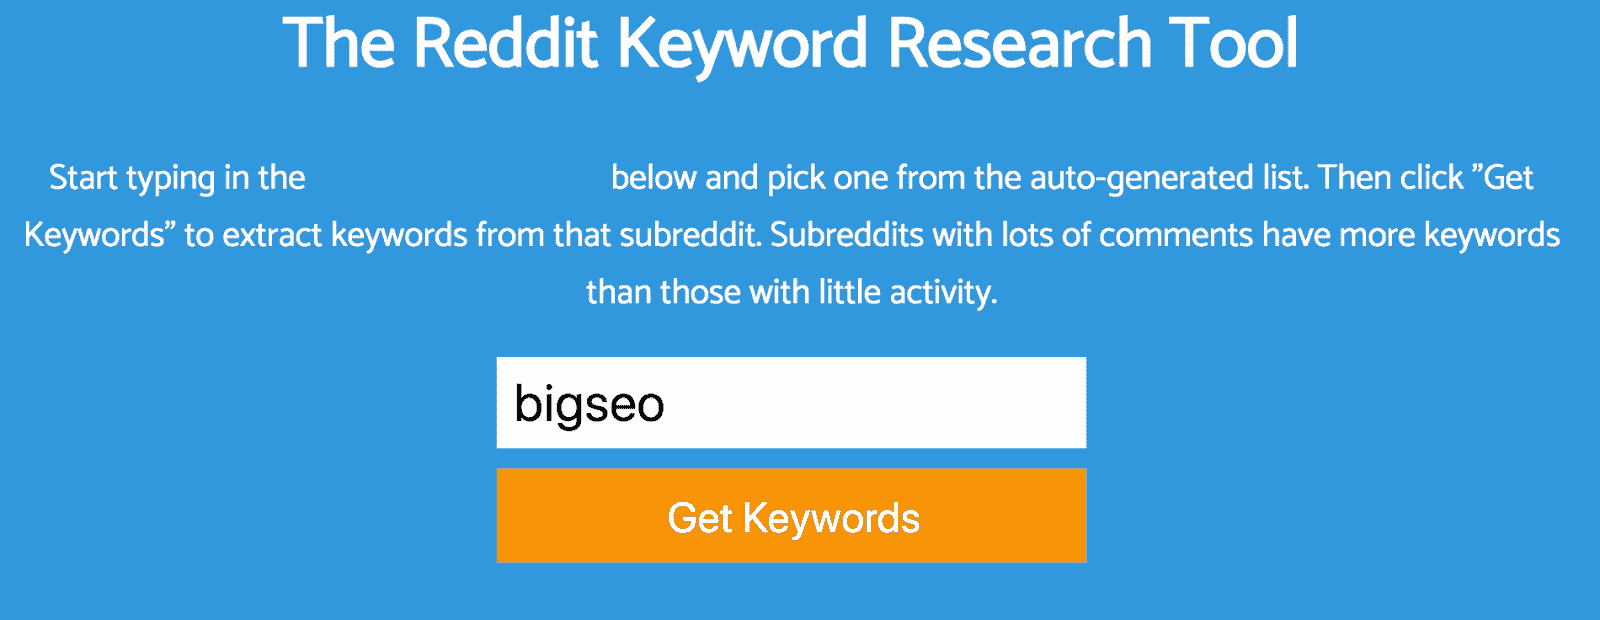 The Reddit Keyword Research Tool
Start typing in the below and pick one from the auto-generated list. Then click ”Get
Keywords” to extract keywords from that subreddit. Subreddits with lots of comments have more keywords
than those with little activity.
bigseo
Get Keywords